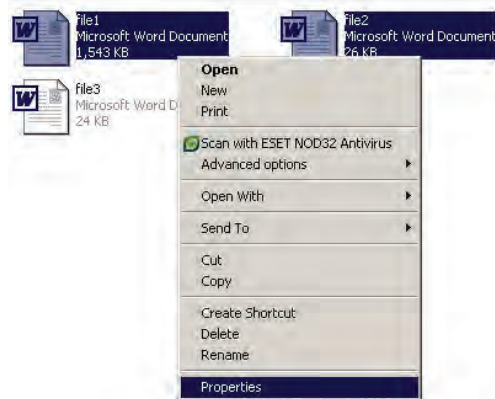 file1
Microsoft Word Document
1,543 KB
file2
Microsoft Word Document
26 KB
file3
Microsoft Word D
24 KB
Open
New
Print
Scan with ESET NOD32 Antivirus
Advanced options
Open With
Send To
Cut
Copy
Create Shortcut
Delete
Rename
Properties